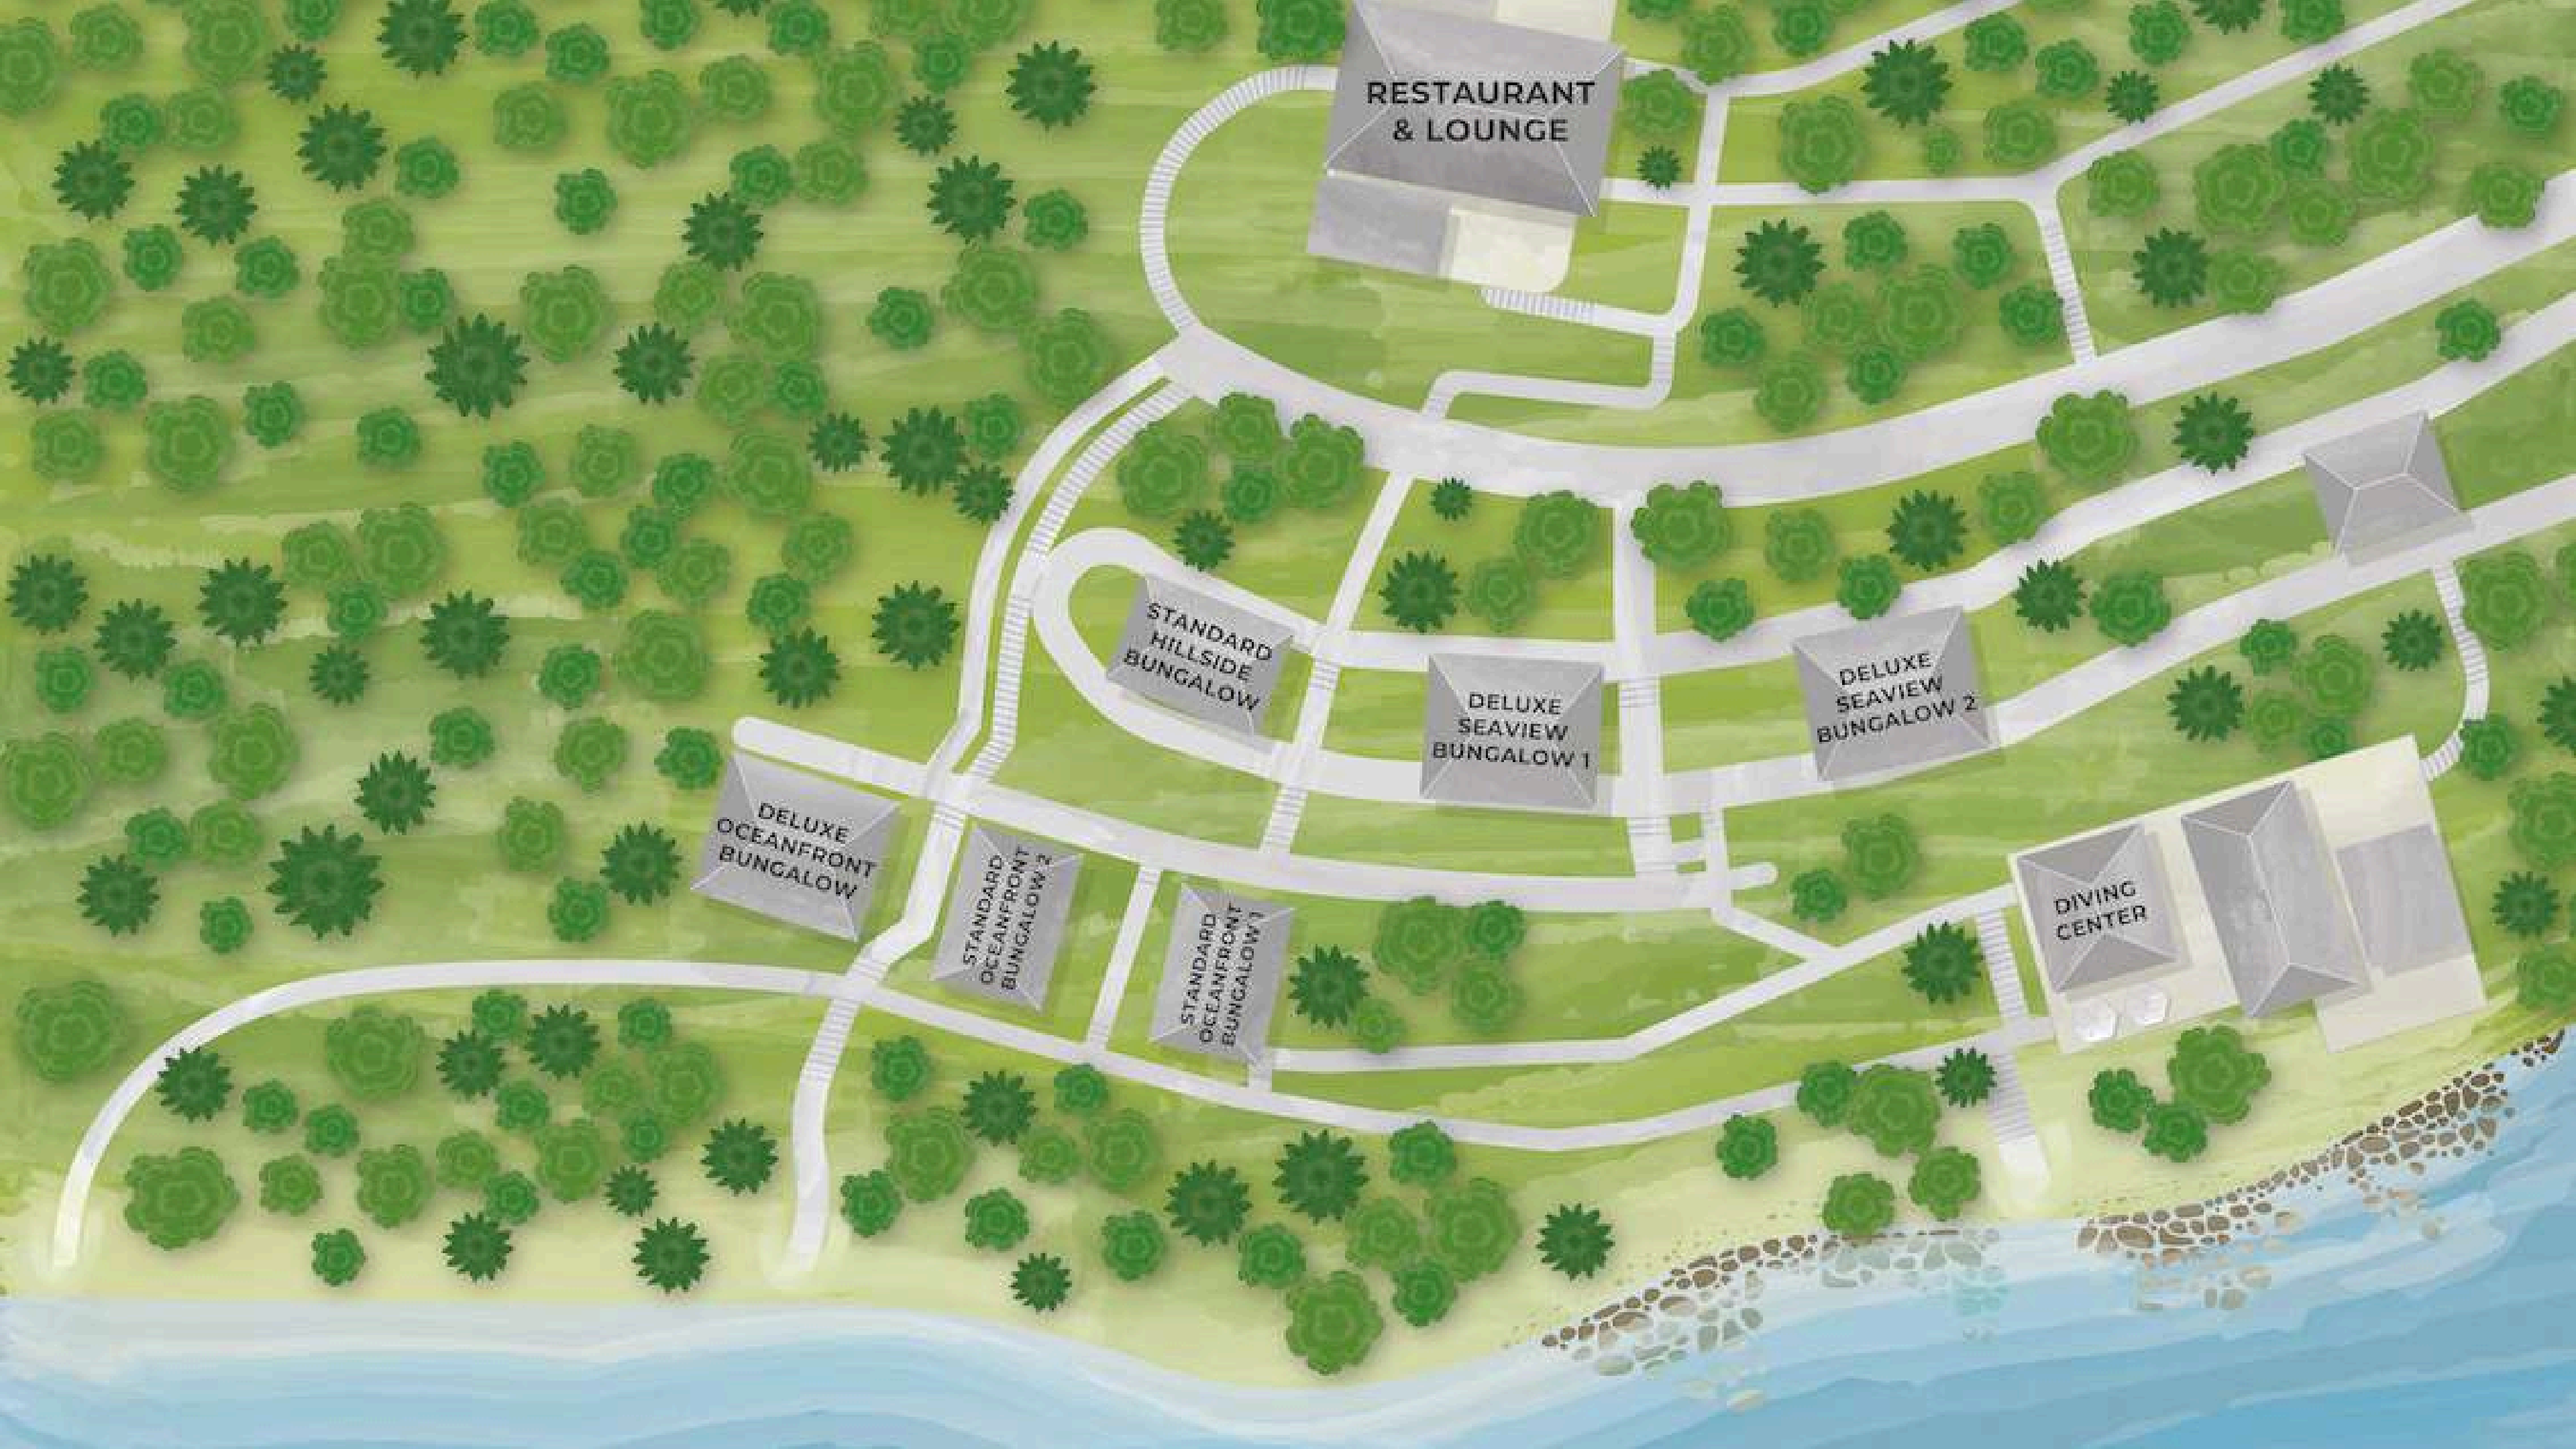 RESTAURANT
& LOUNGE
STANDARD
HILLSIDE
BUNGALOW
DELUXE
SEAVIEW
BUNGALOW 1
DELUXE
SEAVIEW
BUNGALOW 2
DELUXE
OCEANFRONT
BUNGALOW
STANDARD
OCEANFRONT
BUNGALOW 2
STANDARD
OCEANFRONT
BUNGALOW 1
DIVING
CENTER